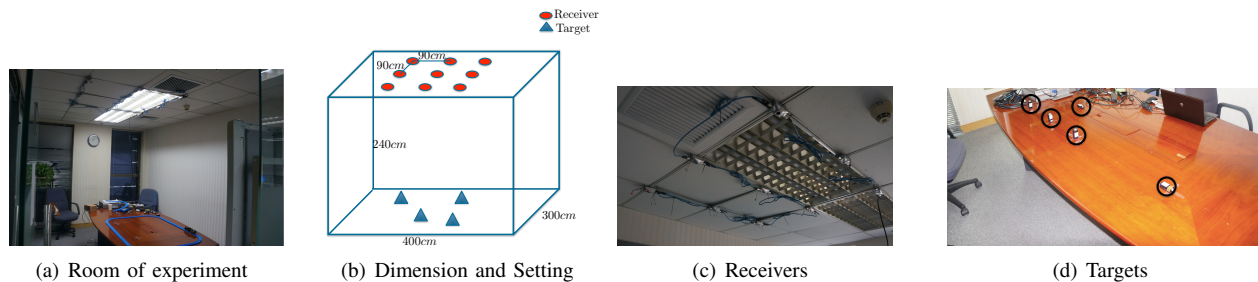 Receiver
Target
90cm
90cm
240cm
300cm
400cm
(a) Room of experiment
(b) Dimension and Setting
(c) Receivers
(d) Targets